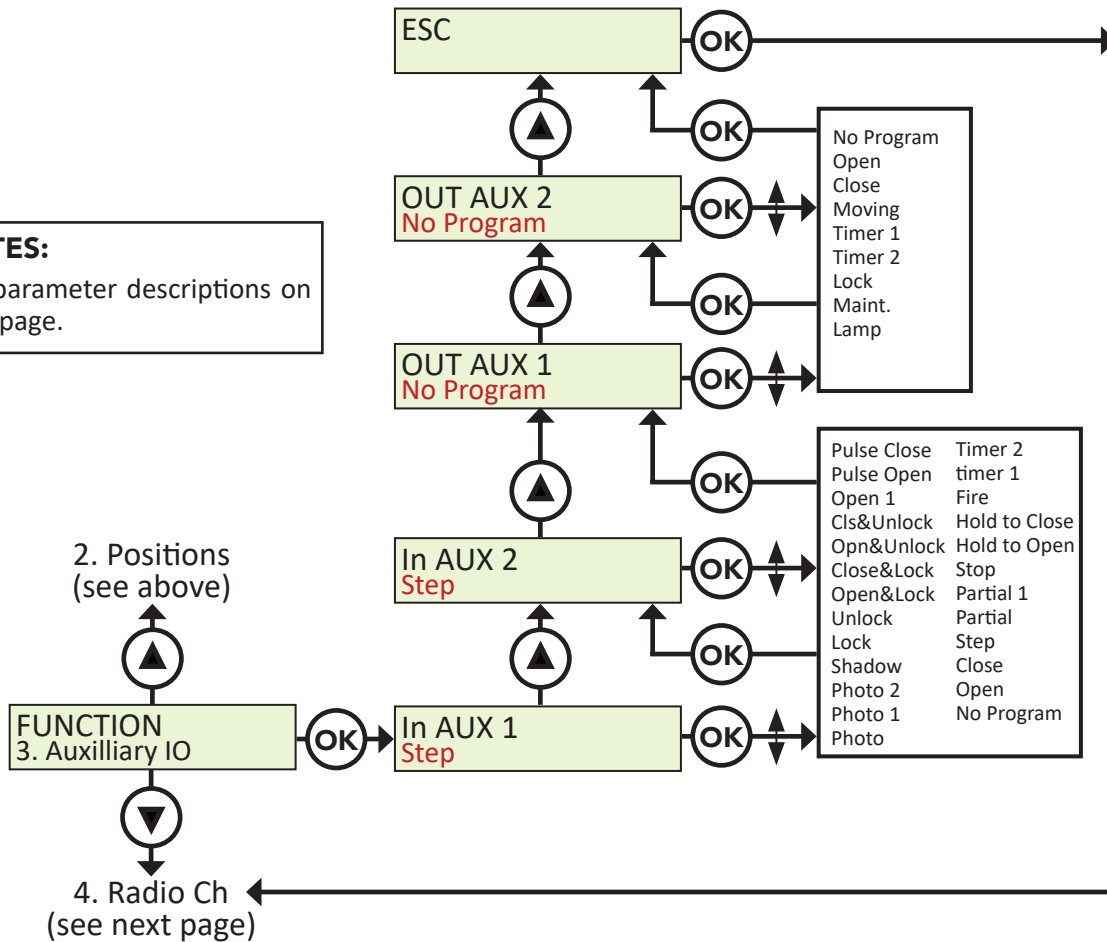 ESC
OK
OK
No Program
Open
Close
Moving
Timer 1
Timer 2
Lock
Maint.
Lamp
OUT AUX 2
No Program
OK
OK
TES:
parameter descriptions on
page.
OUT AUX 1
No Program
OK
OK
Pulse Close
Pulse Open
Open 1
Cls&Unlock
Opn&Unlock
Close&Lock
Open&Lock
Unlock
Lock
Shadow
Photo 2
Photo 1
Photo
Timer 2
timer 1
Fire
Hold to Close
Hold to Open
Stop
Partial 1
Partial
Step
Close
Open
No Program
In AUX 2
Step
OK
OK
2. Positions
(see above)
FUNCTION
3. Auxilliary IO
OK
In AUX 1
Step
OK
4. Radio Ch
(see next page)